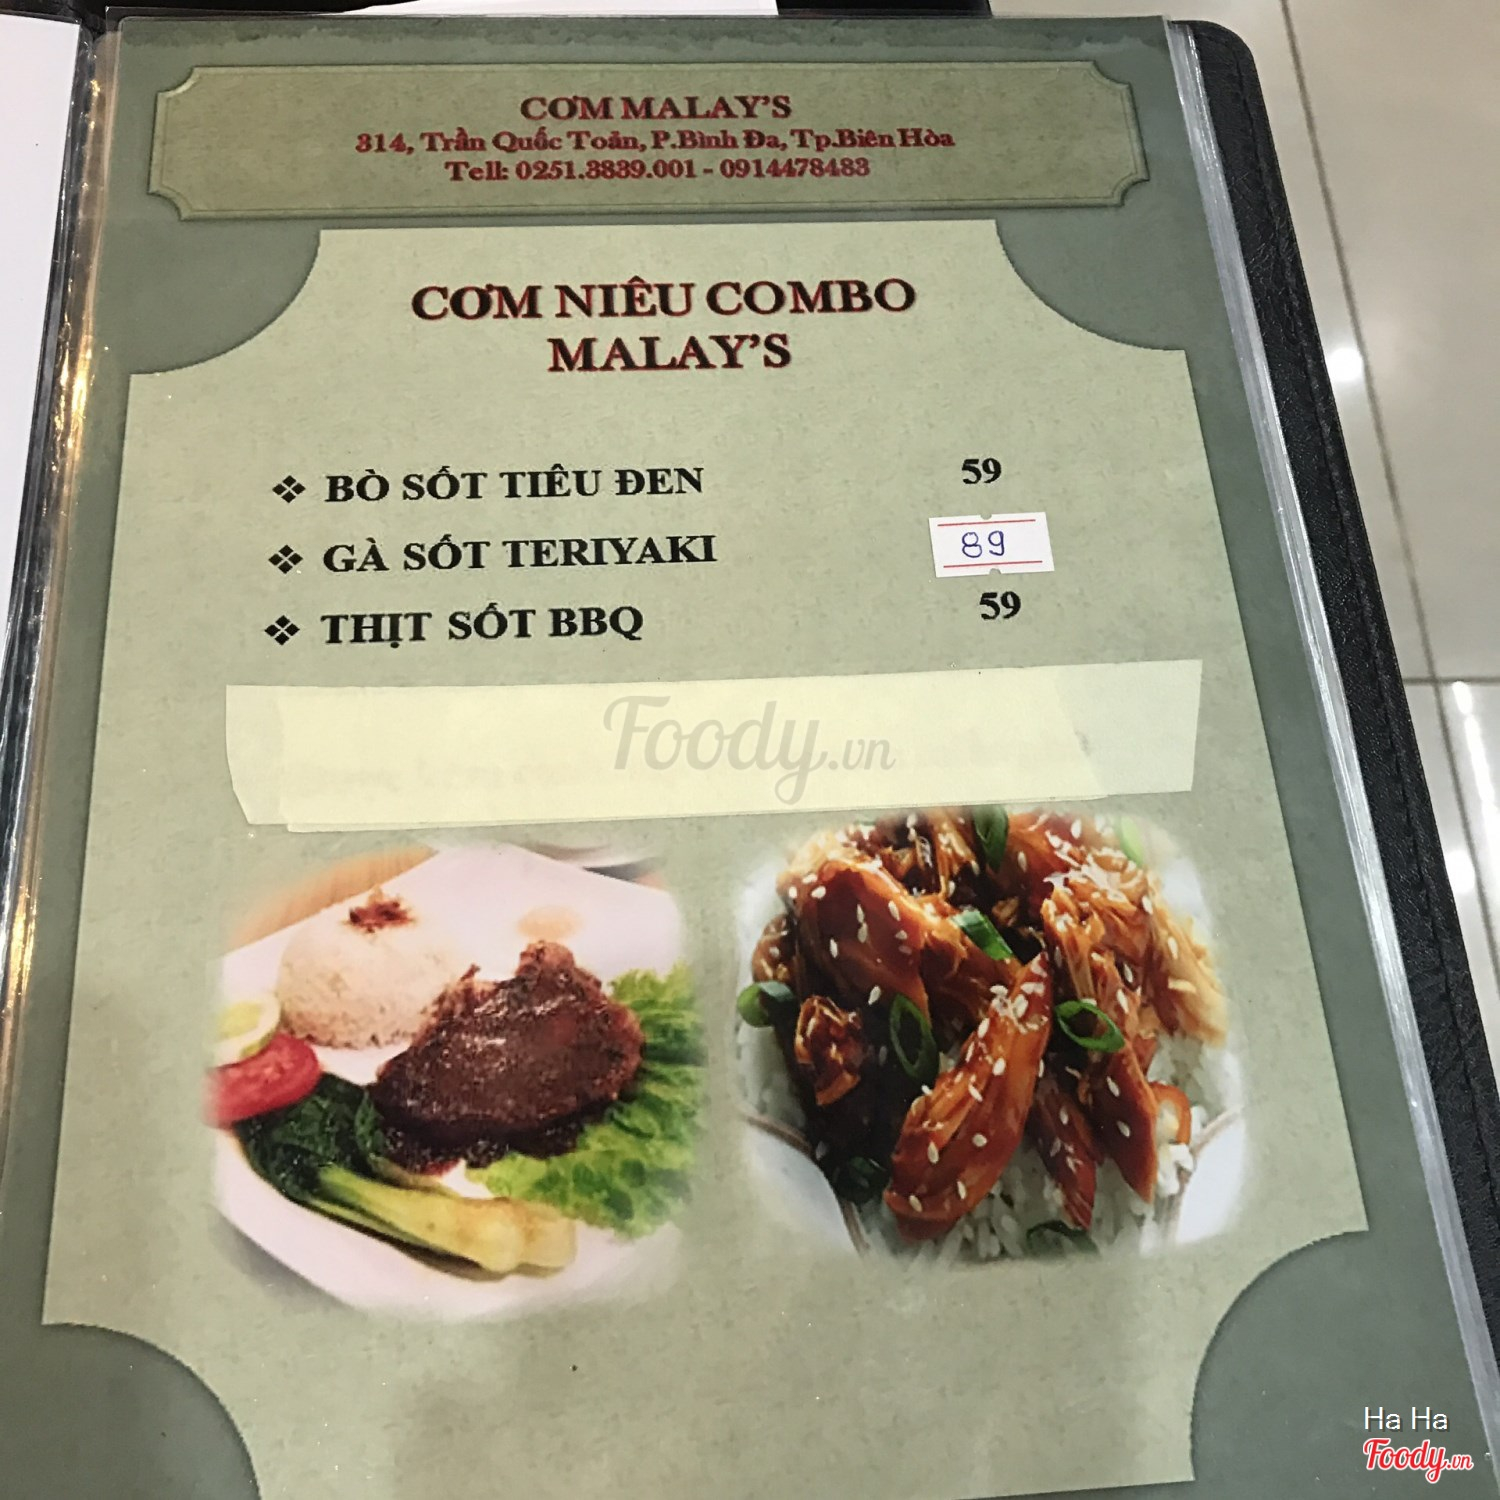 CƠM MALAY'S
314, Trần Quốc Toản, P.Bình Đa, Tp.Biên Hòa
Tell: 0251.3839.001 - 0914478483
CƠM NIÊU COMBO
MALAY'S
❖ BÒ SỐT TIÊU ĐEN 59
❖ GÀ SỐT TERIYAKI 89
❖ THỊT SỐT BBQ 59
Foody.vn
Ha Ha
Foody.vn